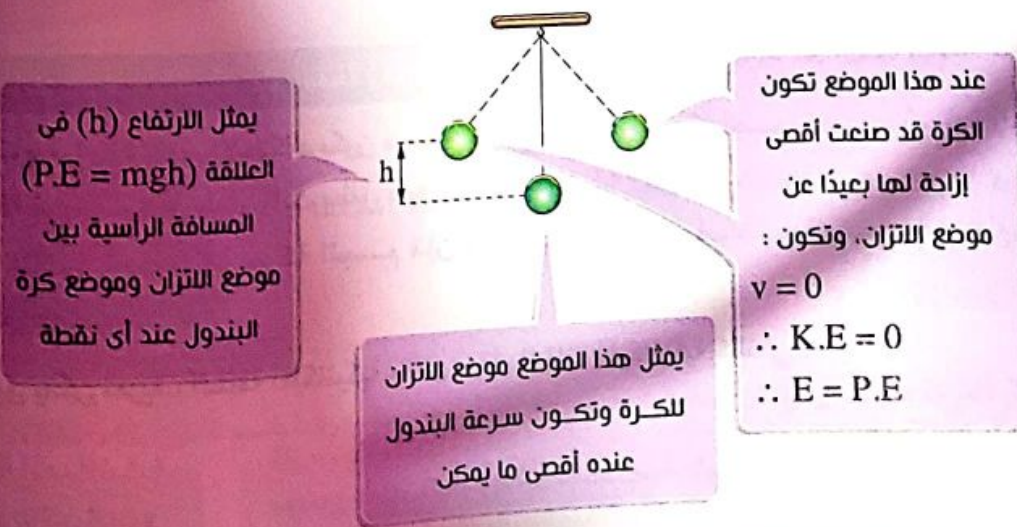 عند هذا الموضع تكون
الكرة قد صنعت أقصى
إزاحة لها بعيدًا عن
موضع الاتزان، وتكون :
v = 0
∴ K.E = 0
∴ E = P.E
h
يمثل الارتفاع (h) فى
العلاقة (P.E = mgh)
المسافة الرأسية بين
موضع الاتزان وموضع كرة
البندول عند أى نقطة
يمثل هذا الموضع موضع الاتزان
للكرة وتكون سرعة البندول
عنده أقصى ما يمكن